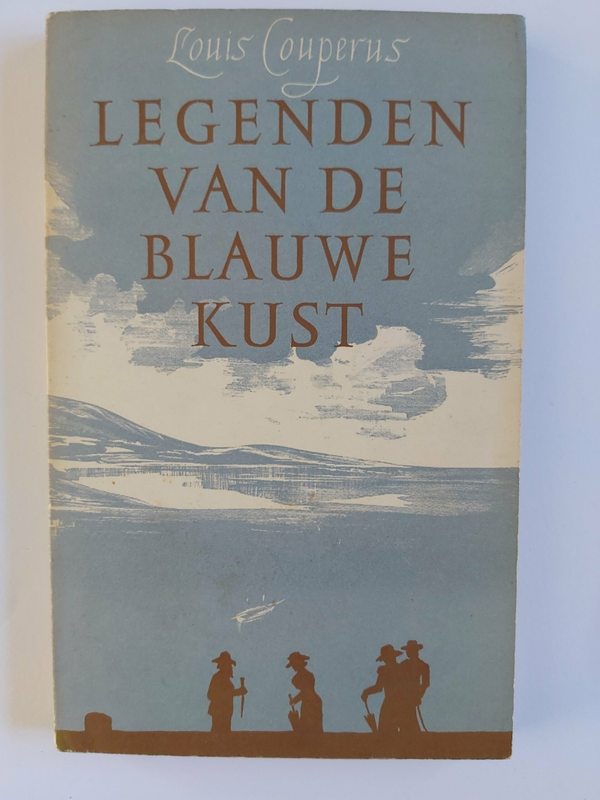 Louis Couperus
LEGENDEN
VAN DE
BLAUWE
KUST